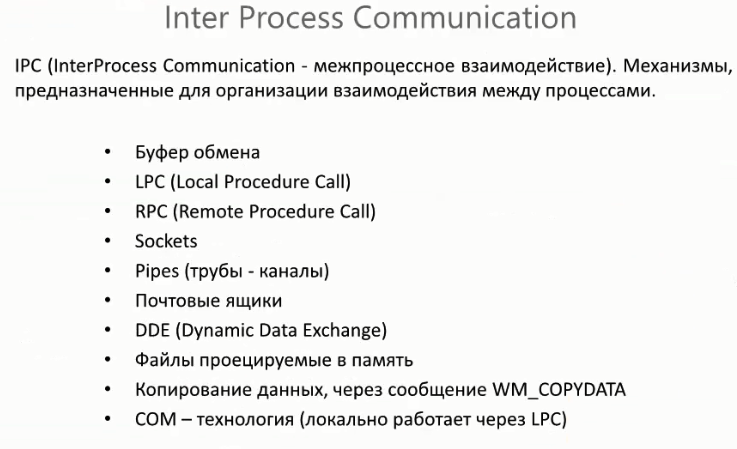 Inter Process Communication
IPC (InterProcess Communication - межпроцессное взаимодействие). Механизмы,
предназначенные для организации взаимодействия между процессами.
• Буфер обмена
• LPC (Local Procedure Call)
• RPC (Remote Procedure Call)
• Sockets
• Pipes (трубы - каналы)
• Почтовые ящики
• DDE (Dynamic Data Exchange)
• Файлы проецируемые в память
• Копирование данных, через сообщение WM_COPYDATA
• COM – технология (локально работает через LPC)